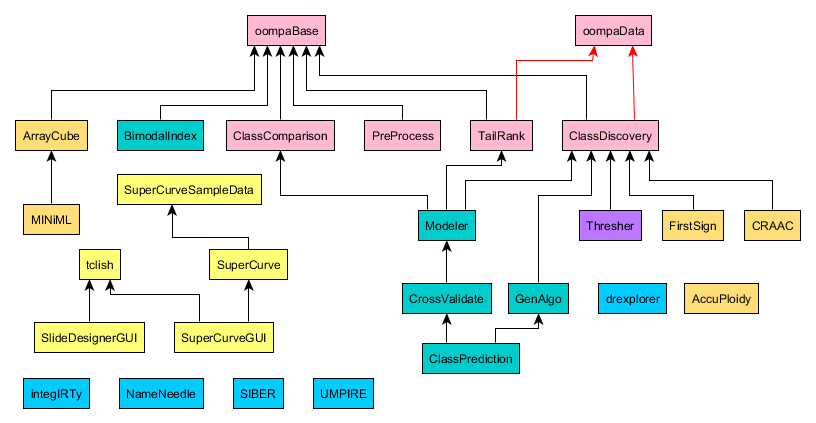 oompaBase
oompaData
ArrayCube
BimodalIndex
ClassComparison
PreProcess
TailRank
ClassDiscovery
SuperCurveSampleData
MINiML
Modeler
Thresher
FirstSign
CRAAC
tclish
SuperCurve
CrossValidate
GenAlgo
drexplorer
AccuPloidy
SlideDesignerGUI
SuperCurveGUI
ClassPrediction
integIRTy
NameNeedle
SIBER
UMPIRE